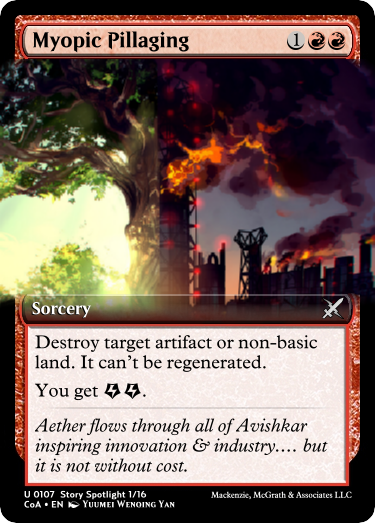 Myopic Pillaging 1
Sorcery
Destroy target artifact or non-basic
land. It can't be regenerated.
You get .
Aether flows through all of Avishkar
inspiring innovation & industry.... but
it is not without cost.
U 0107 Story Spotlight 1/16
CoA • EN Yuumei Wenqing Yan
Mackenzie, McGrath & Associates LLC